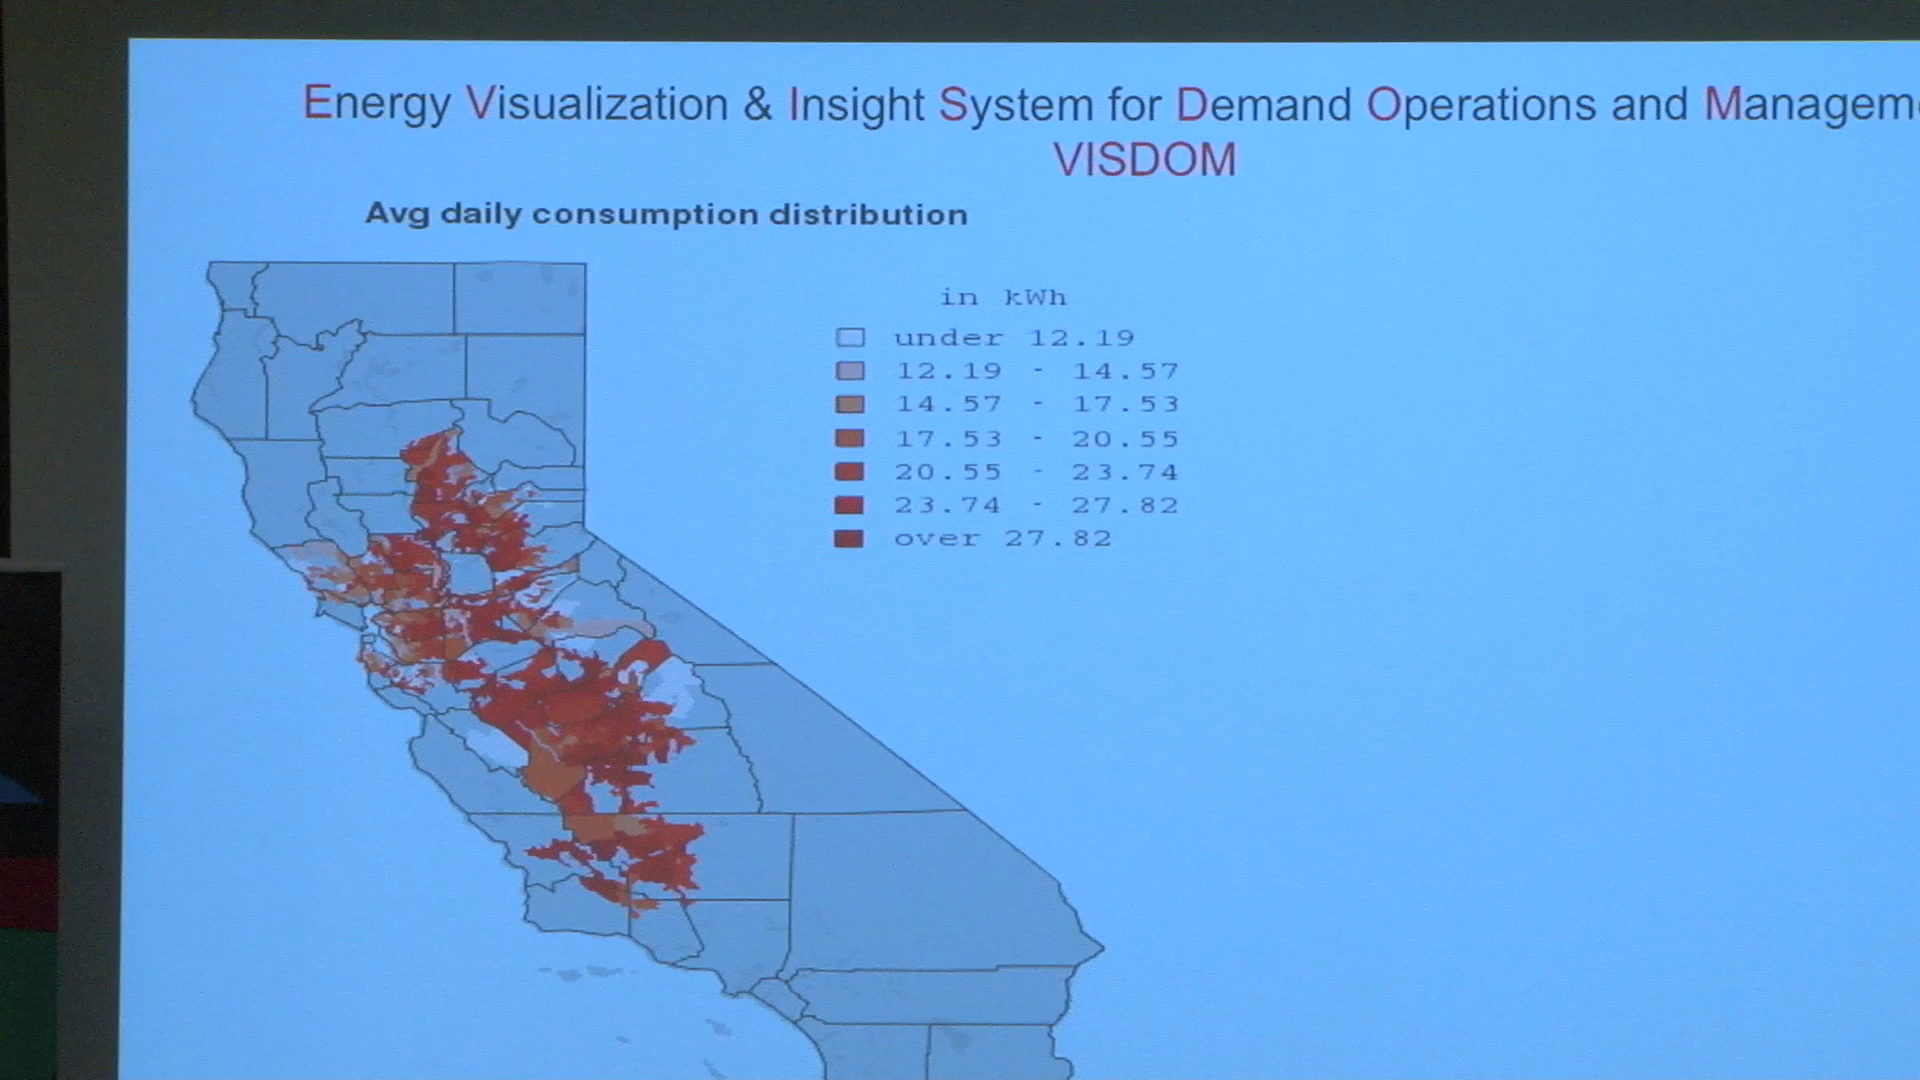 Energy Visualization & Insight System for Demand Operations and Managem
VISDOM
Avg daily consumption distribution
in kWh
under 12.19
12.19 - 14.57
14.57 - 17.53
17.53 - 20.55
20.55 - 23.74
23.74 - 27.82
over 27.82